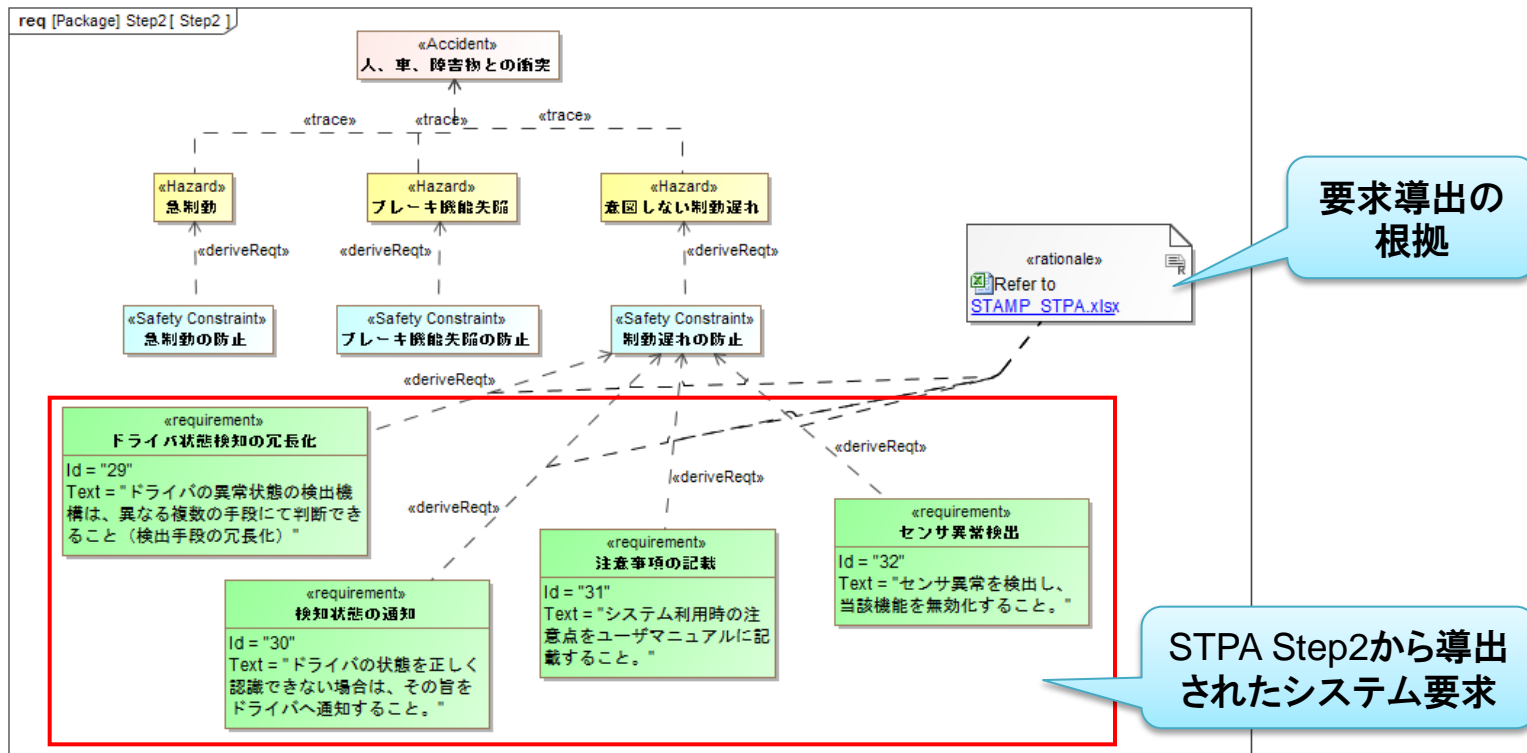 req [Package] Step2 [ Step2 ]
«Accident»
人、車、障害物との衝突
«trace»
«trace»
«trace»
«Hazard»
急制動
«Hazard»
ブレーキ機能失陥
«Hazard»
意図しない制動遅れ
«deriveReqt»
«deriveReqt»
«deriveReqt»
«rationale»
Refer to
STAMP_STPA.xlsx
要求導出の
根拠
«Safety Constraint»
急制動の防止
«Safety Constraint»
ブレーキ機能失陥の防止
«Safety Constraint»
制動遅れの防止
«deriveReqt»
«requirement»
ドライバ状態検知の冗長化
Id = "29"
Text = "ドライバの異常状態の検出機
構は、異なる複数の手段にて判断でき
ること（検出手段の冗長化）"
«deriveReqt»
«deriveReqt»
«deriveReqt»
«requirement»
検知状態の通知
Id = "30"
Text = "ドライバの状態を正しく
認識できない場合は、その旨を
ドライバへ通知すること。"
«requirement»
注意事項の記載
Id = "31"
Text = "システム利用時の注
意点をユーザマニュアルに記
載すること。"
«requirement»
センサ異常検出
Id = "32"
Text = "センサ異常を検出し、
当該機能を無効化すること。"
STPA Step2から導出
されたシステム要求
R